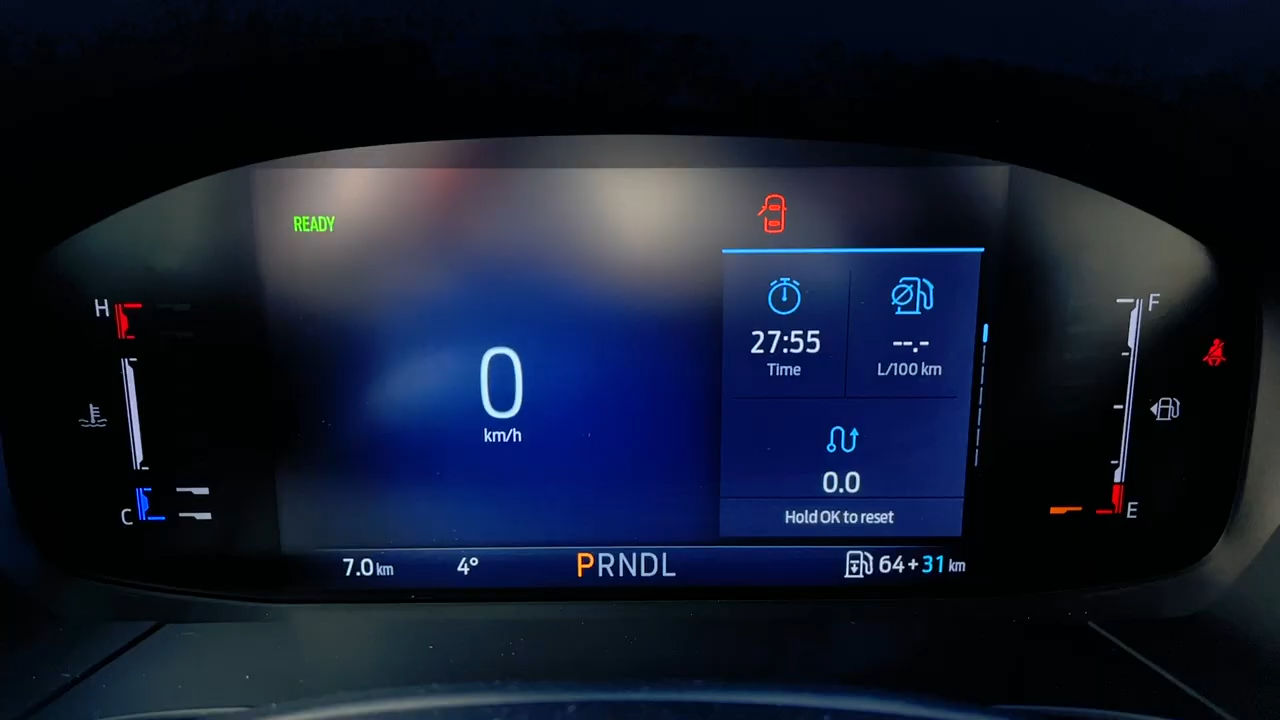 READY
H
F
27:55
Time
--.-
L/100 km
0
km/h
0.0
C
E
Hold OK to reset
7.0 km
4°
PRNDL
64+31 km